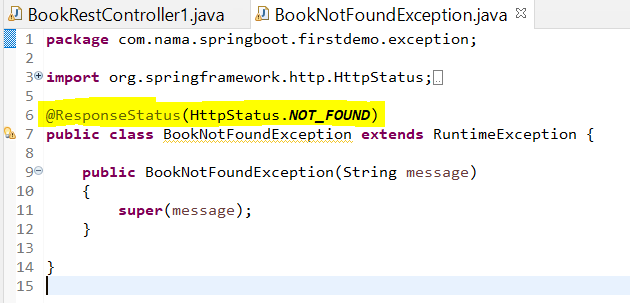 BookRestController1.java BookNotFoundException.java
1 package com.nama.springboot.firstdemo.exception;
2
3 import org.springframework.http.HttpStatus;
5
6 @ResponseStatus(HttpStatus.NOT_FOUND)
7 public class BookNotFoundException extends RuntimeException {
8
9 public BookNotFoundException(String message)
10 {
11 super(message);
12 }
13
14 }
15